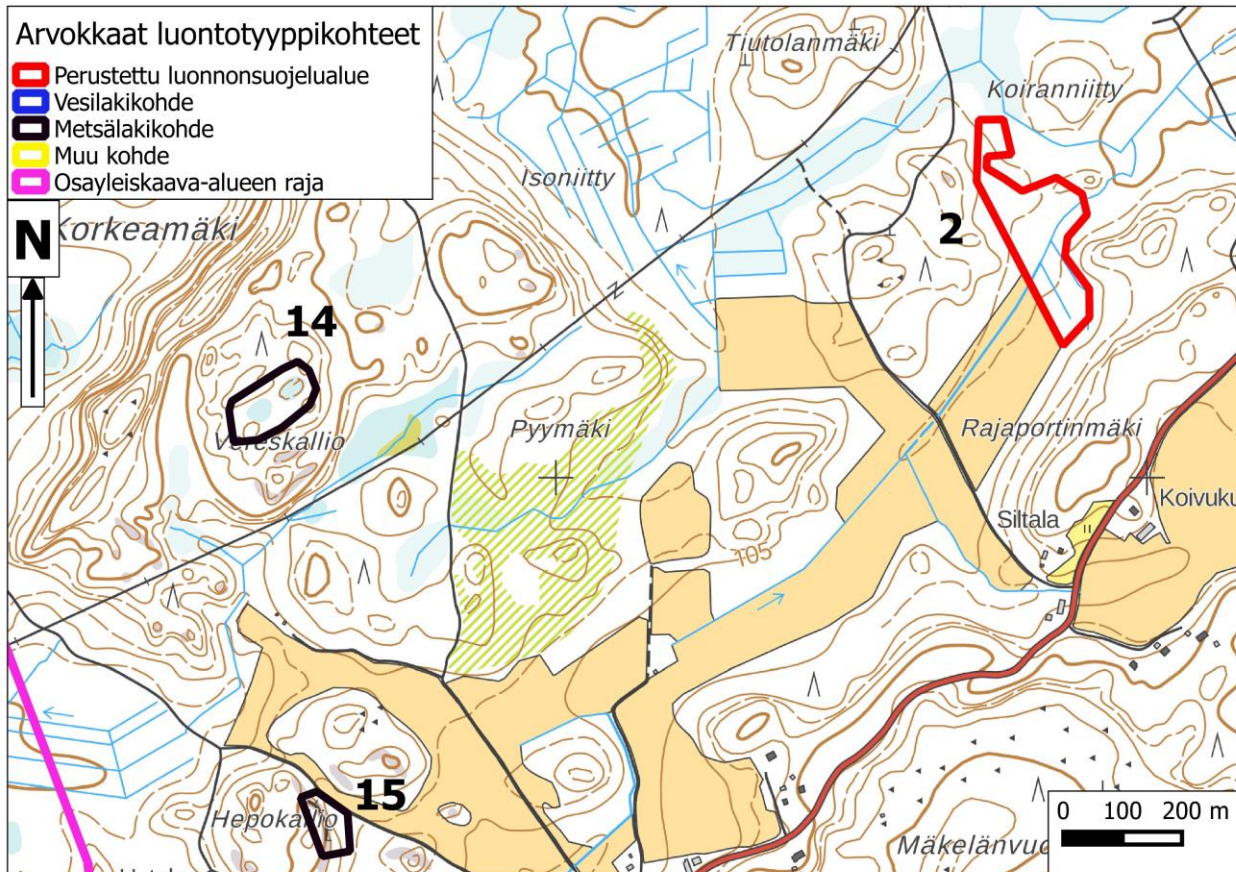 Arvokkaat luontotyyppikohteet
Perustettu luonnonsuojelualue
Vesilakikohde
Metsälakikohde
Muu kohde
Osayleiskaava-alueen raja
N
Tiutolanmäki
Koiranniitty
Isoniitty
Korkeamäki
2
14
Vereskallio
Pyymäki
Rajaportinmäki
Koivuku
Siltala
105
15
Hepokallio
0 100 200 m
Mäkelänvuo